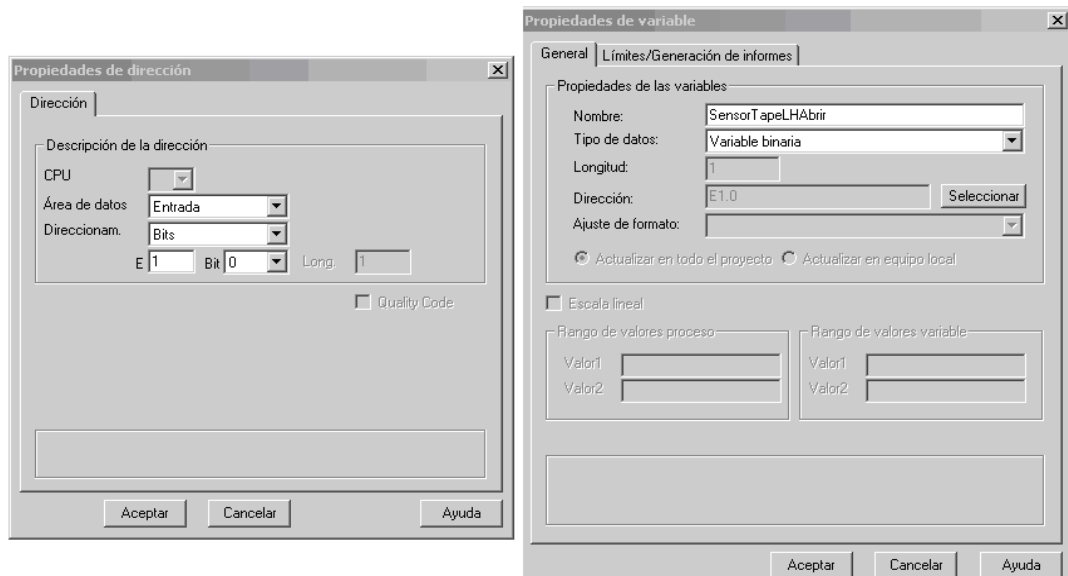 Propiedades de dirección
Dirección
Descripción de la dirección
CPU
Área de datos Entrada
Direccionam. Bits
E 1 Bit 0 Long. 1
Quality Code
Aceptar Cancelar Ayuda
Propiedades de variable
General Límites/Generación de informes
Propiedades de las variables
Nombre: SensorTapeLHAbrir
Tipo de datos: Variable binaria
Longitud: 1
Dirección: E1.0 Seleccionar
Ajuste de formato:
Actualizar en todo el proyecto Actualizar en equipo local
Escala lineal
Rango de valores proceso Rango de valores variable
Valor1 Valor1
Valor2 Valor2
Aceptar Cancelar Ayuda